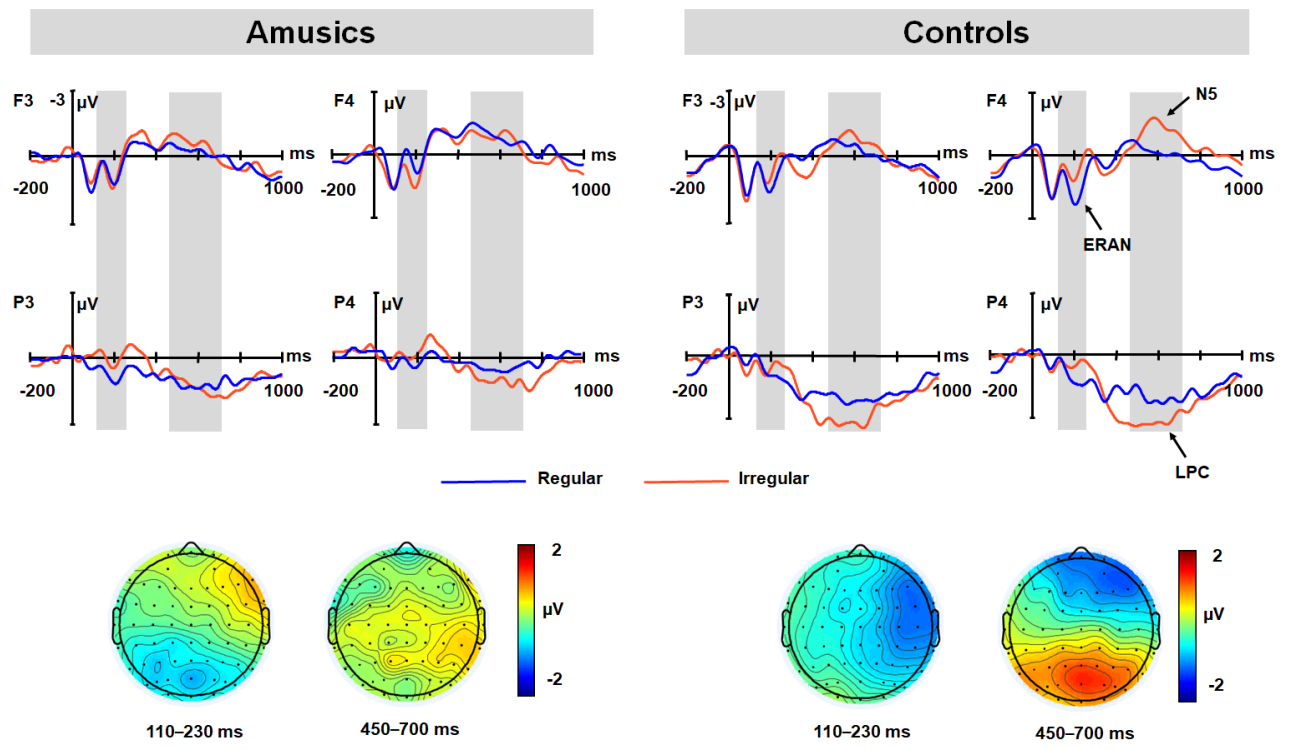 Amusics
Controls
F3 -3 µV
F4 µV
F3 -3 µV
F4 µV
N5
ms
ms
ms
ms
-200 1000
-200 1000
-200 1000
-200 1000
ERAN
P3 µV
P4 µV
P3 µV
P4 µV
ms
ms
ms
ms
-200 1000
-200 1000
-200 1000
-200 1000
LPC
Regular
Irregular
2
µV
-2
2
µV
-2
110–230 ms
450–700 ms
110–230 ms
450–700 ms